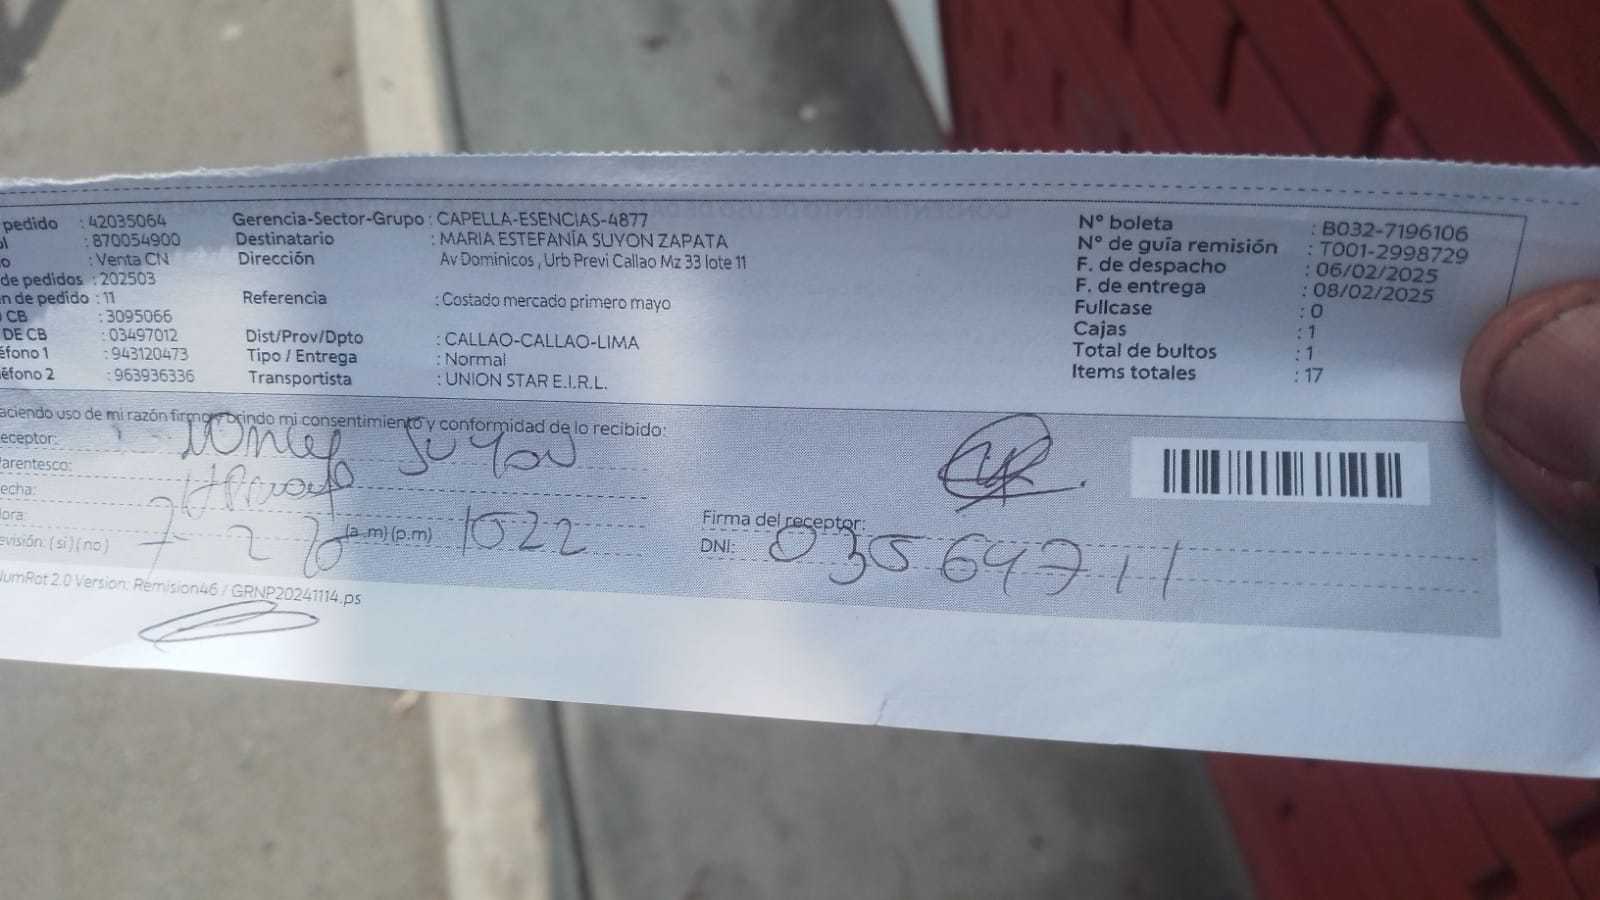 pedido : 42035064 Gerencia-Sector-Grupo : CAPELLA-ESENCIAS-4877 N° boleta : B032-7196106
: 870054900 Destinatario : MARIA ESTEFANÍA SUYON ZAPATA N° de guía remisión : T001-2998729
o : Venta CN Dirección : Av Dominicos , Urb Previ Callao Mz 33 lote 11 F. de despacho : 06/02/2025
de pedidos : 202503 F. de entrega : 08/02/2025
n de pedido : 11 Referencia : Costado mercado primero mayo Fullcase : 0
CB : 3095066 Cajas : 1
DE CB : 03497012 Dist/Prov/Dpto : CALLAO-CALLAO-LIMA Total de bultos : 1
éfono 1 : 943120473 Tipo / Entrega : Normal Items totales : 17
éfono 2 : 963936336 Transportista : UNION STAR E.I.R.L.
aciendo uso de mi razón firmo, brindo mi consentimiento y conformidad de lo recibido:
eceptor: Suyon
arentesco:
echa:
ora: 7- 2 (a.m) (p.m) 1022 Firma del receptor:
evisión: ( si ) ( no ) DNI: 03564711
NumRot 2.0 Version: Remision46 / GRNP20241114.ps